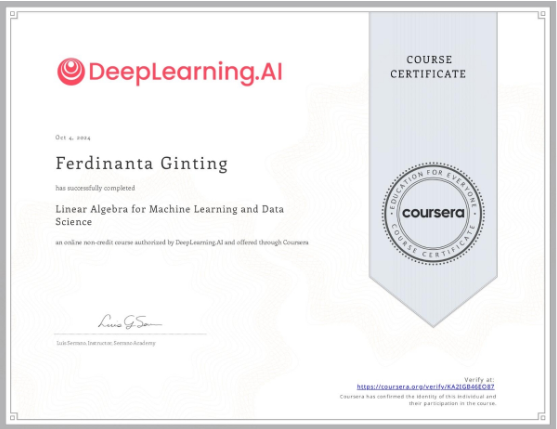 DeepLearning.AI
COURSE
CERTIFICATE
Oct 4, 2024
Ferdinanta Ginting
has successfully completed
Linear Algebra for Machine Learning and Data
Science
an online non-credit course authorized by DeepLearning.AI and offered through Coursera
EDUCATION FOR EVERYONE
coursera
COURSE CERTIFICATE
Luis Serrano, Instructor, Serrano Academy
Verify at:
https://coursera.org/verify/KA2IGB46EO87
Coursera has confirmed the identity of this individual and
their participation in the course.